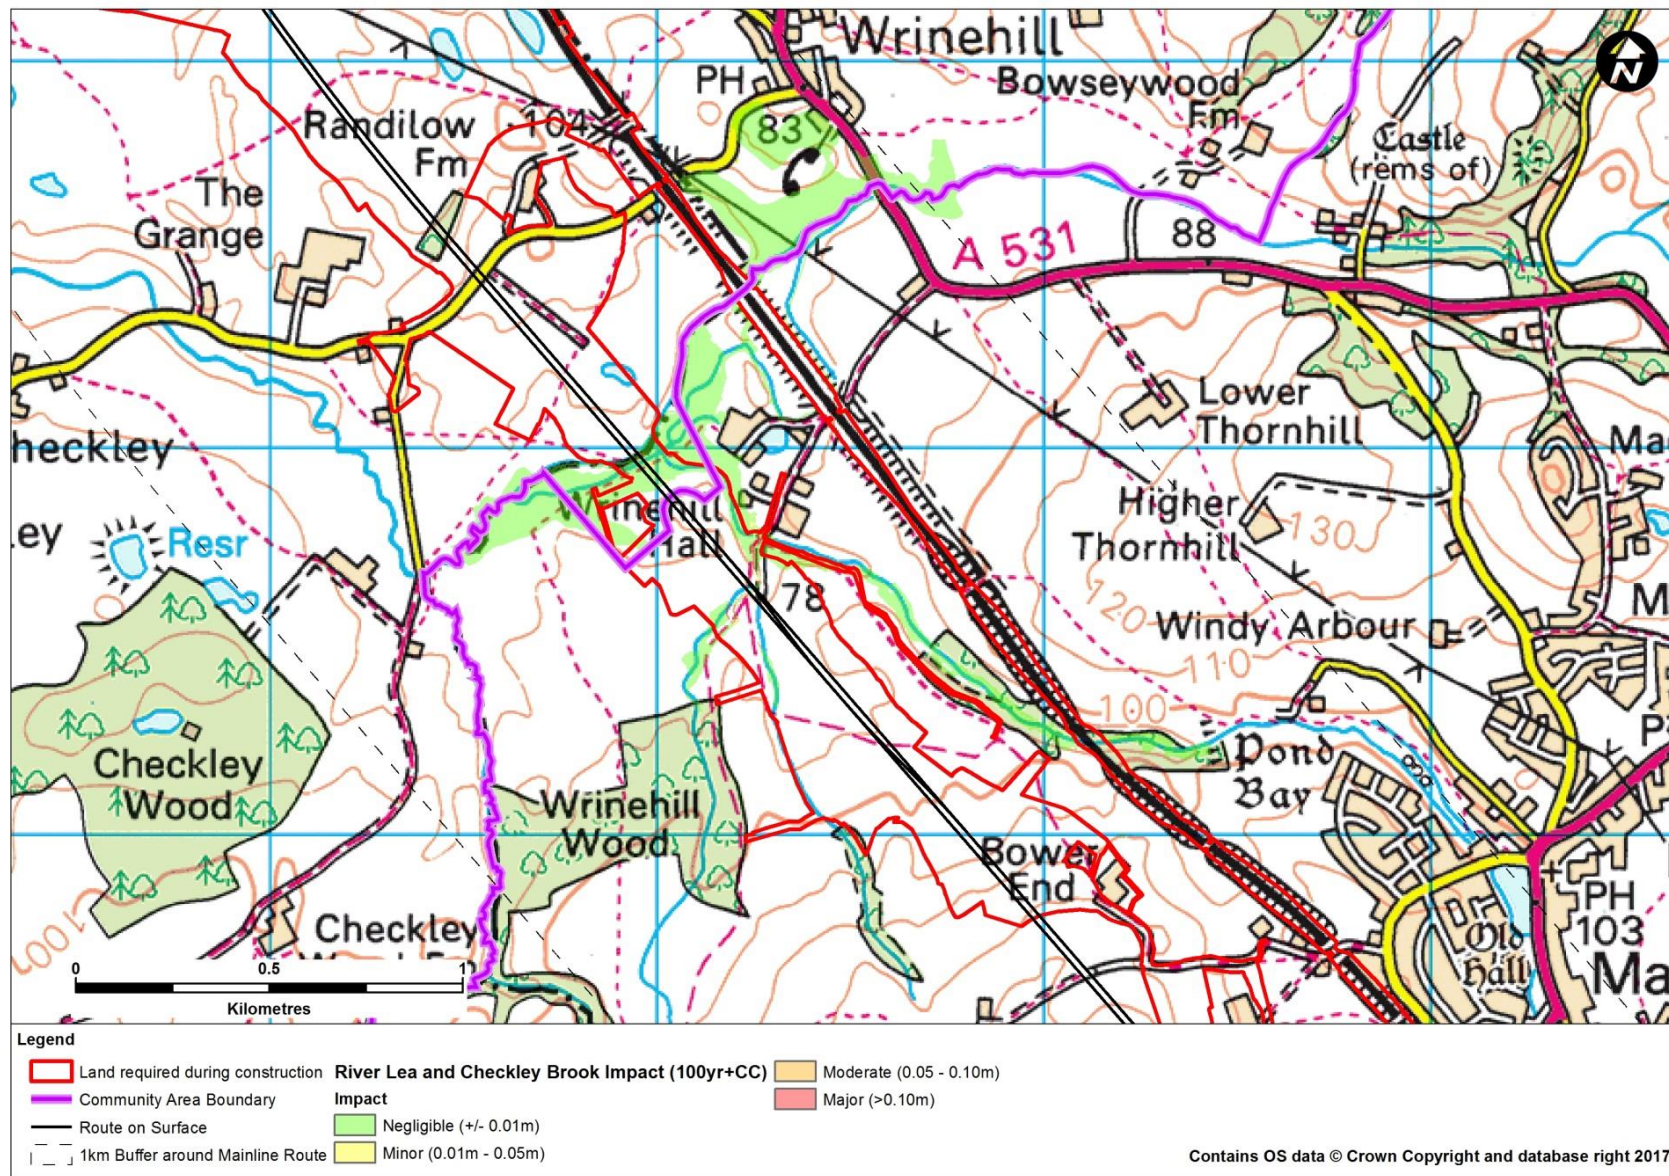 Wrinehill
PH
Bowseywood
Fm
N
Randilow
Fm
104
83
Castle
(rems of)
The
Grange
A 531
88
Lower
Thornhill
heckley
Ma
Higher
Thornhill
130
ley
Resr
Wrinehill
Hall
78
120
Windy Arbour
M
110
100
Pond
Bay
P
Checkley
Wood
Wrinehill
Wood
Bower
End
PH
103
Old
Hall
Ma
Checkley
100
0 0.5 1
Kilometres
Legend
Land required during construction
Community Area Boundary
Route on Surface
1km Buffer around Mainline Route
River Lea and Checkley Brook Impact (100yr+CC)
Impact
Negligible (+/- 0.01m)
Minor (0.01m - 0.05m)
Moderate (0.05 - 0.10m)
Major (>0.10m)
Contains OS data © Crown Copyright and database right 2017